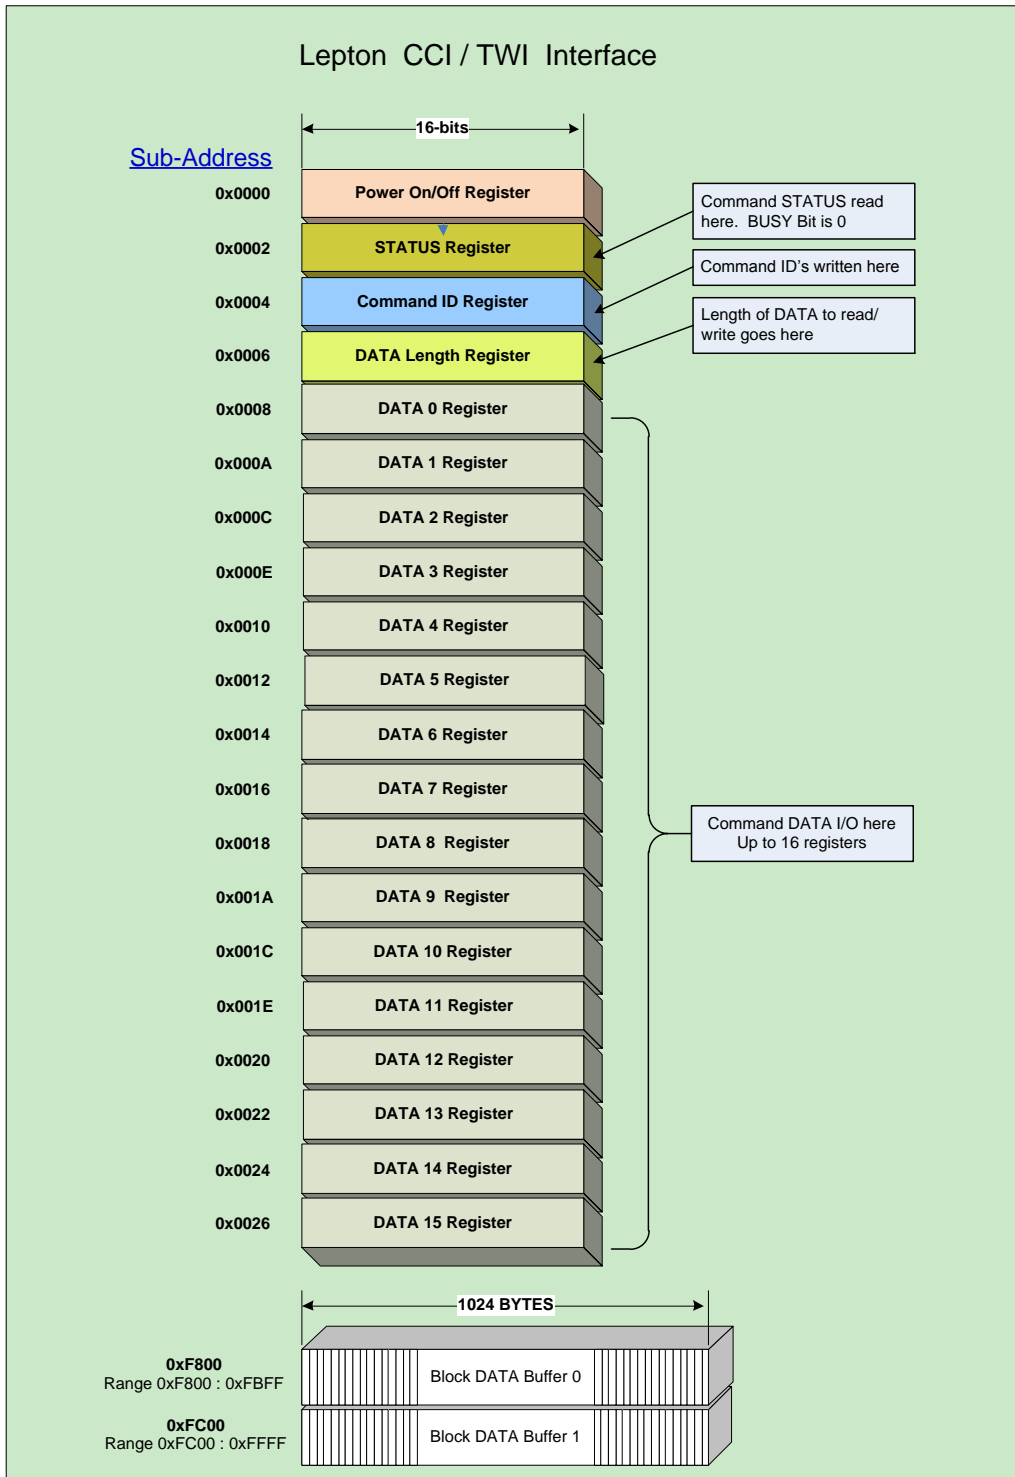 Lepton CCI / TWI Interface
16-bits
Sub-Address
0x0000
Power On/Off Register
Command STATUS read
here. BUSY Bit is 0
0x0002
STATUS Register
Command ID's written here
0x0004
Command ID Register
Length of DATA to read/
write goes here
0x0006
DATA Length Register
0x0008
DATA 0 Register
0x000A
DATA 1 Register
0x000C
DATA 2 Register
0x000E
DATA 3 Register
0x0010
DATA 4 Register
0x0012
DATA 5 Register
0x0014
DATA 6 Register
0x0016
DATA 7 Register
Command DATA I/O here
Up to 16 registers
0x0018
DATA 8 Register
0x001A
DATA 9 Register
0x001C
DATA 10 Register
0x001E
DATA 11 Register
0x0020
DATA 12 Register
0x0022
DATA 13 Register
0x0024
DATA 14 Register
0x0026
DATA 15 Register
1024 BYTES
0xF800
Range 0xF800 : 0xFBFF
Block DATA Buffer 0
0xFC00
Range 0xFC00 : 0xFFFF
Block DATA Buffer 1